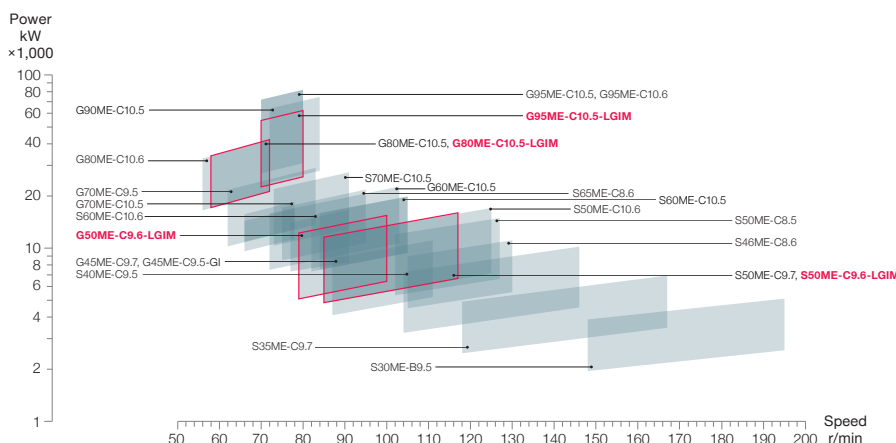 Power
kW
×1,000
100
80
60
40
20
10
8
6
4
2
1
G95ME-C10.5, G95ME-C10.6
G90ME-C10.5
G95ME-C10.5-LGIM
G80ME-C10.5, G80ME-C10.5-LGIM
G80ME-C10.6
S70ME-C10.5
G60ME-C10.5
G70ME-C9.5
S65ME-C8.6
G70ME-C10.5
S60ME-C10.5
S60ME-C10.6
S50ME-C10.6
S50ME-C8.5
G50ME-C9.6-LGIM
S46ME-C8.6
G45ME-C9.7, G45ME-C9.5-GI
S40ME-C9.5
S50ME-C9.7, S50ME-C9.6-LGIM
S35ME-C9.7
S30ME-B9.5
50 60 70 80 90 100 110 120 130 140 150 160 170 180 190 200
Speed
r/min